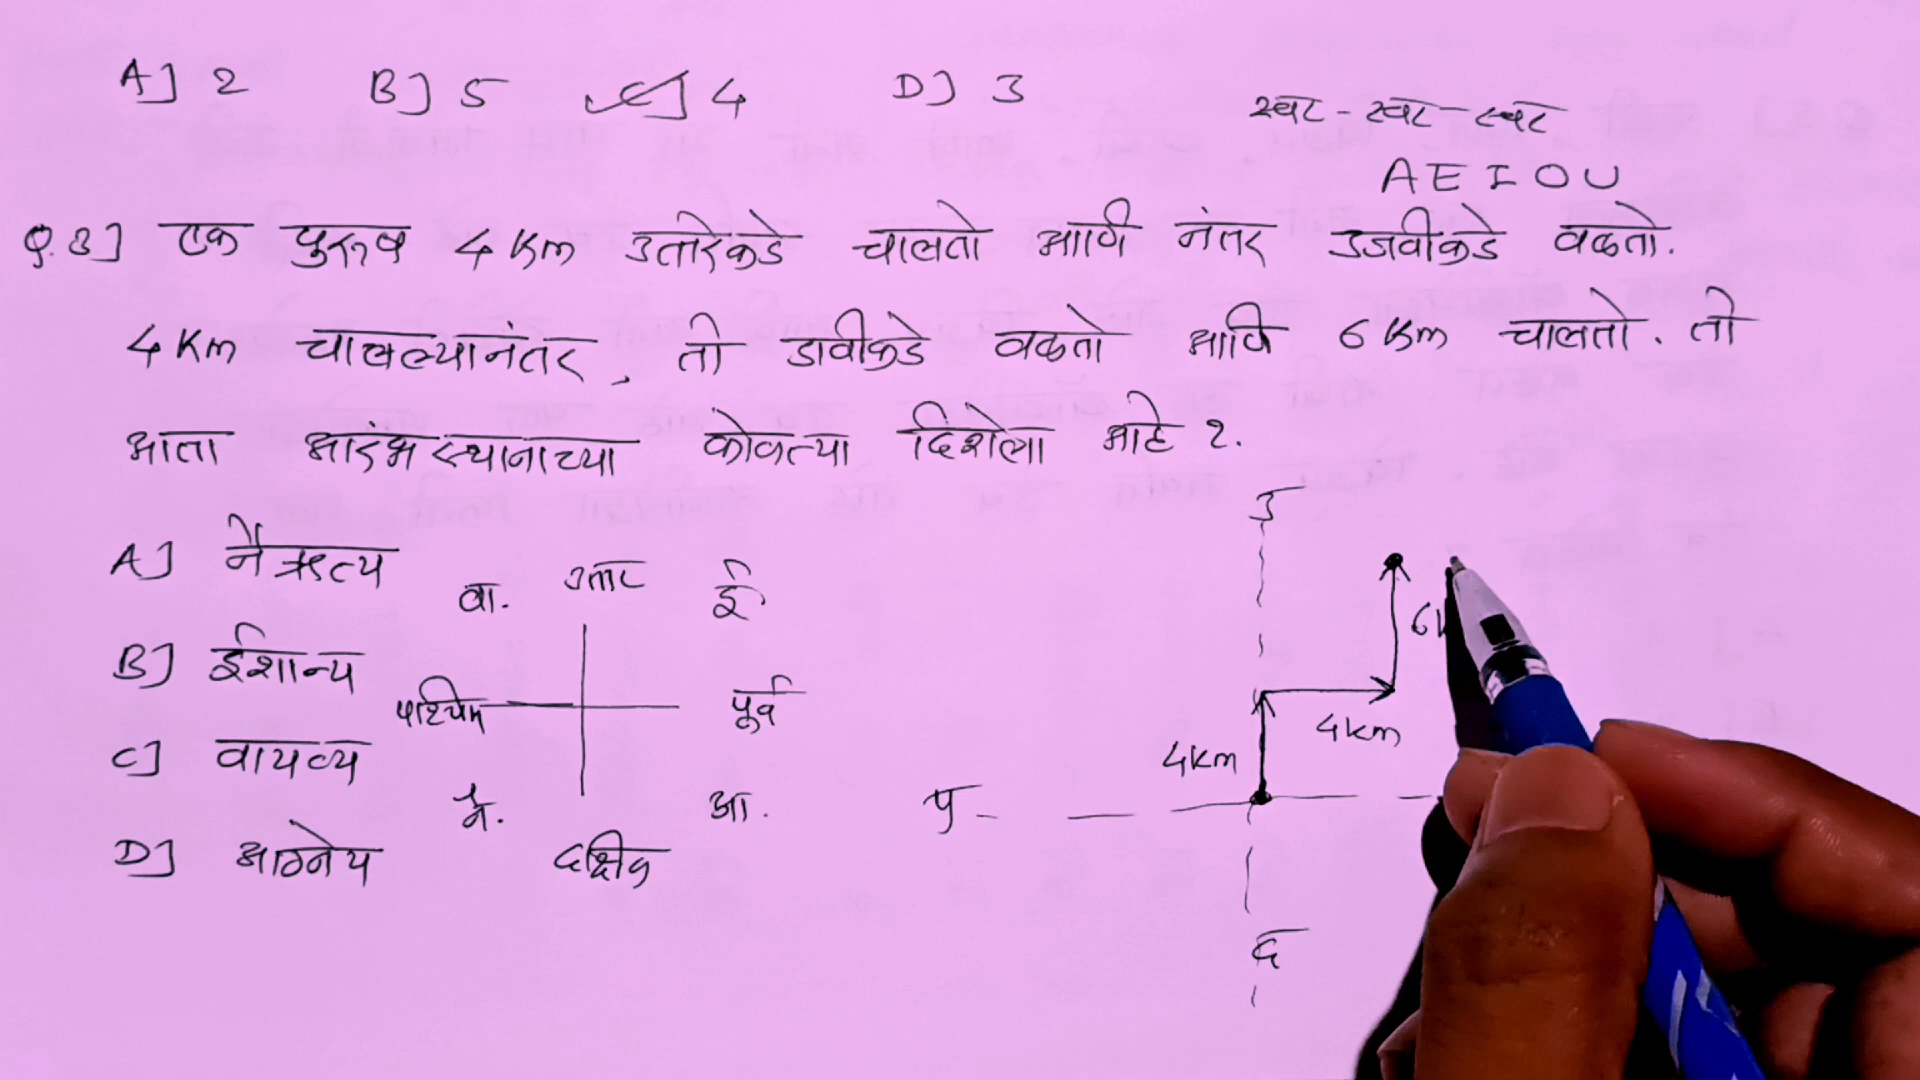 A] 2 B] 5 C] 4 D] 3
स्वर - स्वर - स्वर
A E I O U
Q.3] एक पुरुष 4 Km उत्तरेकडे चालतो आणि नंतर उजवीकडे वळतो.
4 Km चालल्यानंतर, तो डावीकडे वळतो आणि 6 Km चालतो. तो
आता आरंभ स्थानाच्या कोणत्या दिशेला आहे ?.
A] नैऋत्य
B] ईशान्य
C] वायव्य
D] आग्नेय
वा. उत्तर ई
पश्चिम पूर्व
नै. आ.
दक्षिण
उ
6
4km
4km
प
द